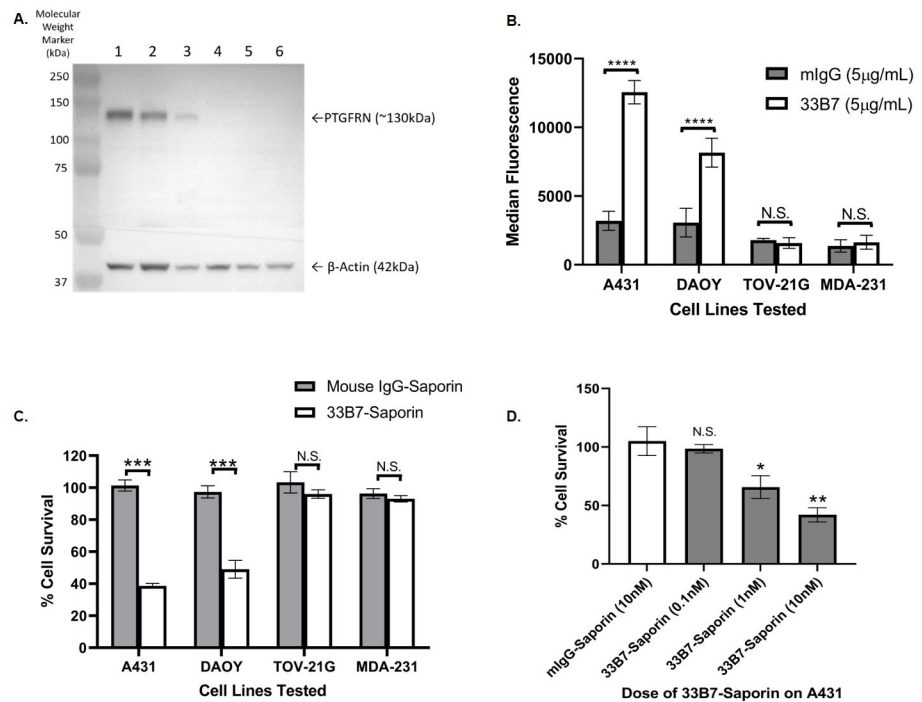 A.
Molecular
Weight
Marker
(kDa)
1 2 3 4 5 6
250
150
100
75
50
37
←PTGFRN (~130kDa)
←β-Actin (42kDa)
B.
Median Fluorescence
15000
10000
5000
0
****
****
N.S.
N.S.
mIgG (5μg/mL)
33B7 (5μg/mL)
A431 DAOY TOV-21G MDA-231
Cell Lines Tested
C.
Mouse IgG-Saporin
33B7-Saporin
% Cell Survival
120
100
80
60
40
20
0
***
***
N.S.
N.S.
A431 DAOY TOV-21G MDA-231
Cell Lines Tested
D.
% Cell Survival
150
100
50
0
N.S.
*
**
mIgG-Saporin (10nM)
33B7-Saporin (0.1nM)
33B7-Saporin (1nM)
33B7-Saporin (10nM)
Dose of 33B7-Saporin on A431